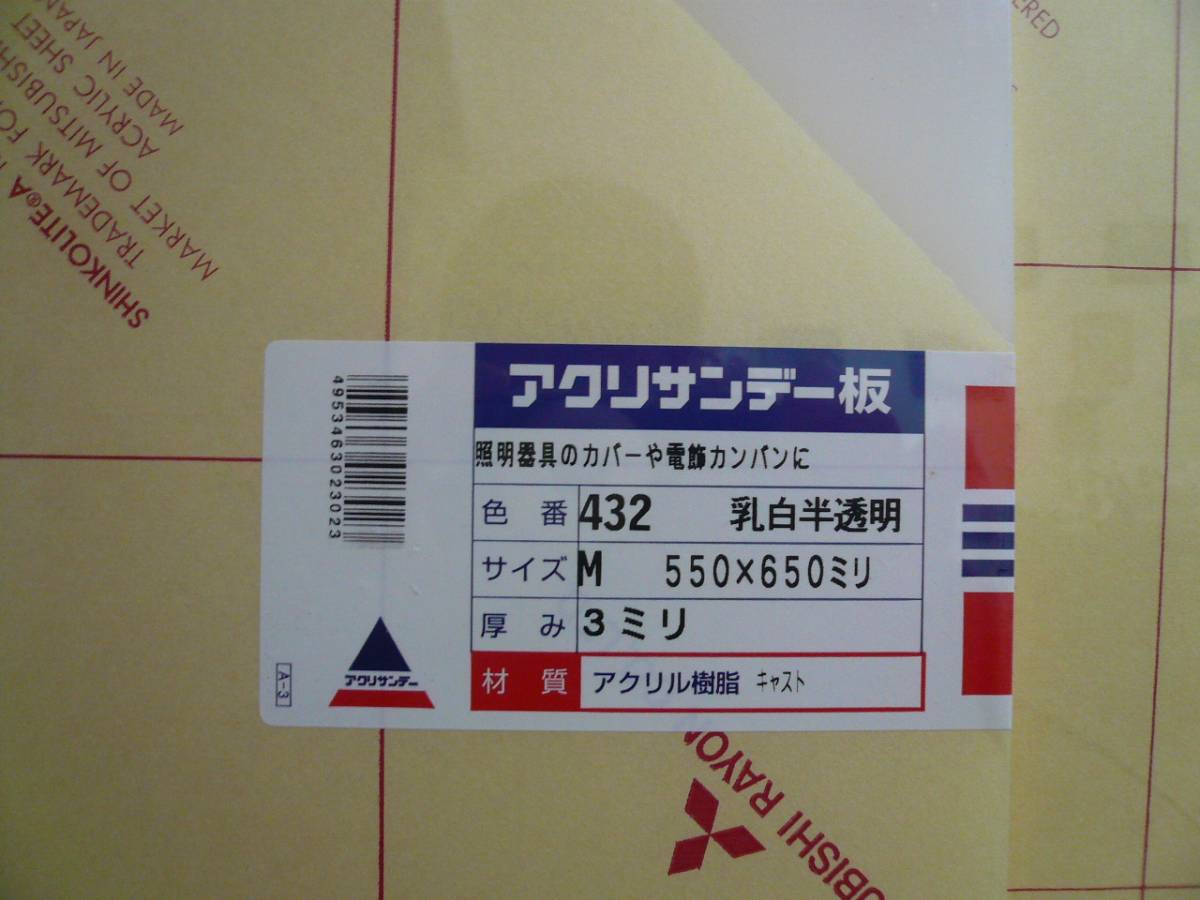 アクリサンデー板
照明器具のカバーや電飾カンバンに
色 番 432 乳白半透明
サイズ M 550×650ミリ
厚 み 3ミリ
材 質 アクリル樹脂 キャスト
4953463023023
アクリサンデー
A-3
SHINKOLITE®A
TRADEMARK FO
MARKET OF MITSUBISHI
ACRYLIC SHEET
MADE IN JAPAN
ERED
UBISHI RAYON